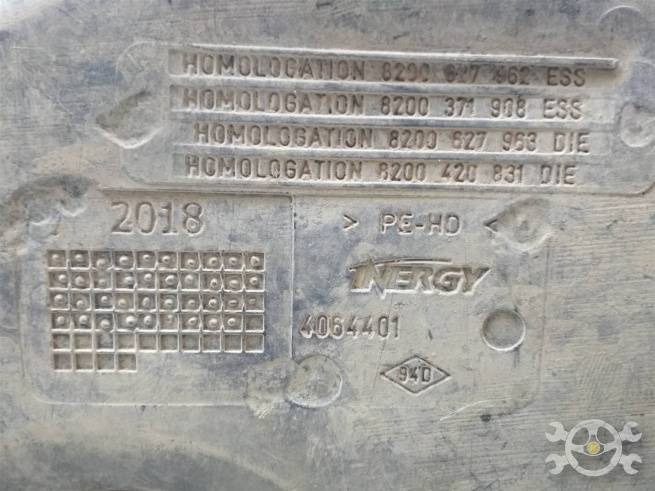 HOMOLOGATION 8200 627 962 ESS
HOMOLOGATION 8200 371 908 ESS
HOMOLOGATION 8200 627 963 DIE
HOMOLOGATION 8200 420 831 DIE
2018
> PE-HD <
INERGY
4064401
94D